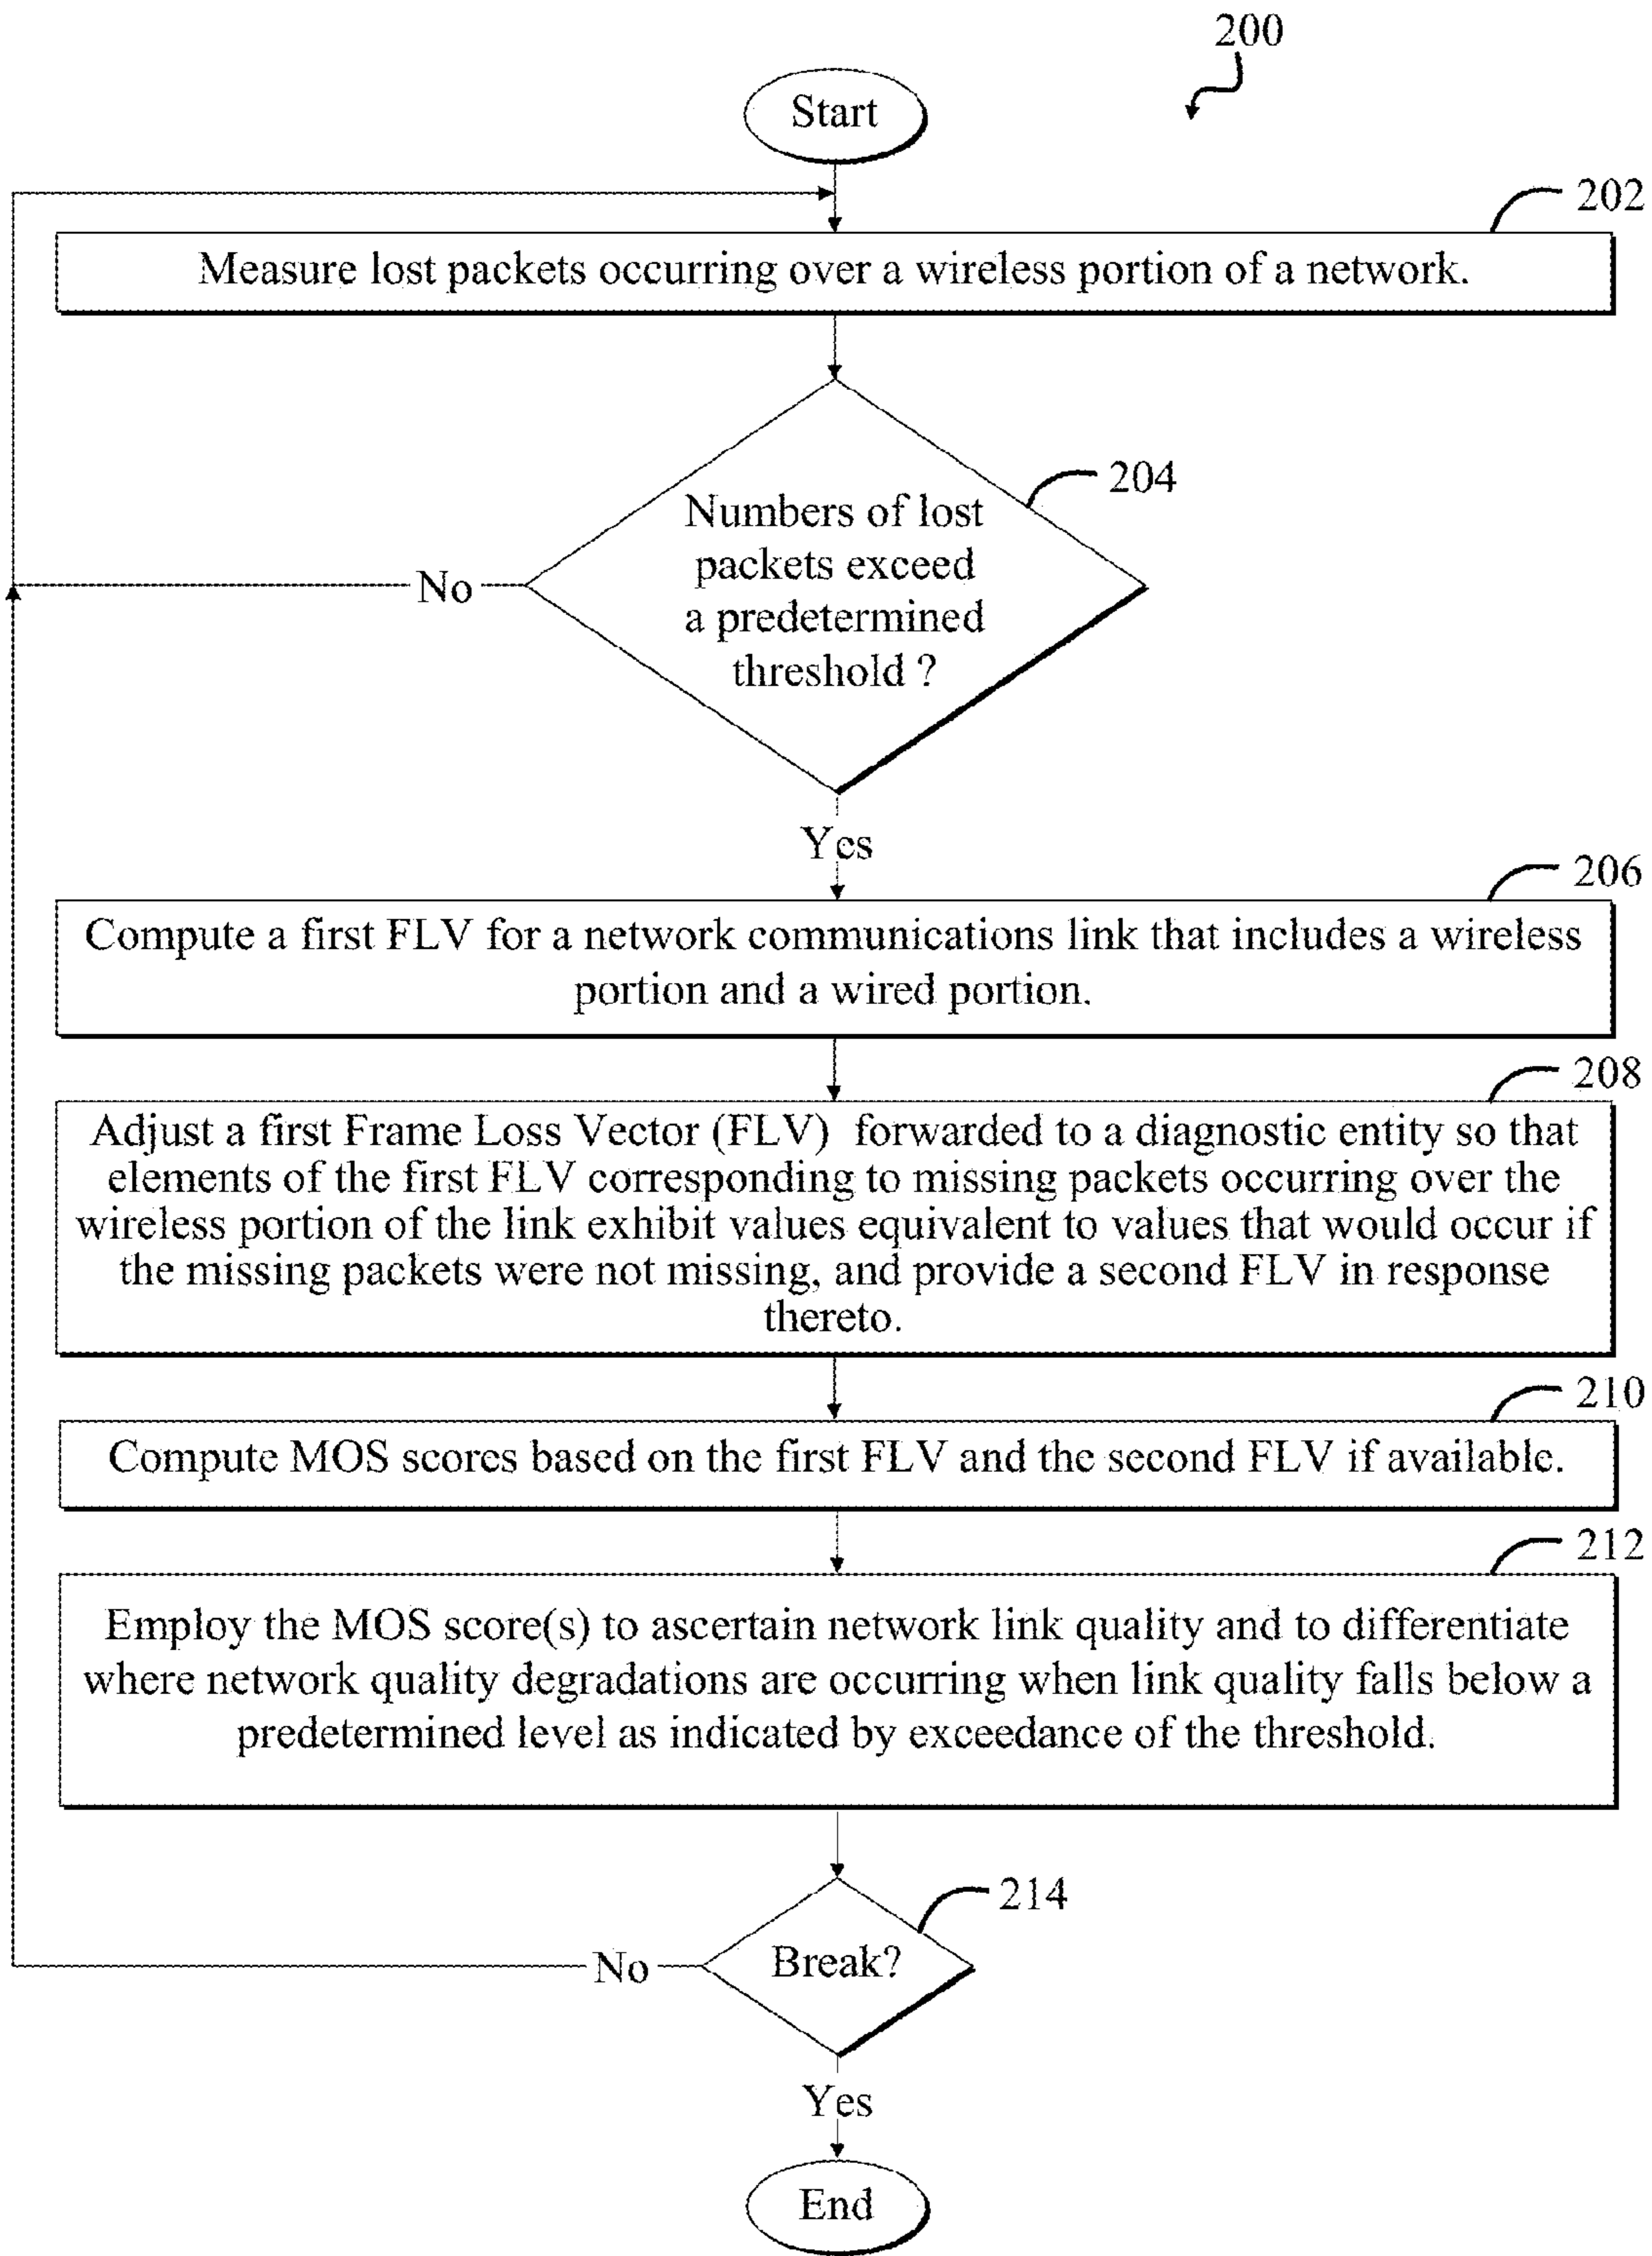 200
Start
202
Measure lost packets occurring over a wireless portion of a network.
204
Numbers of lost
packets exceed
a predetermined
threshold ?
No
Yes
206
Compute a first FLV for a network communications link that includes a wireless
portion and a wired portion.
208
Adjust a first Frame Loss Vector (FLV) forwarded to a diagnostic entity so that
elements of the first FLV corresponding to missing packets occurring over the
wireless portion of the link exhibit values equivalent to values that would occur if
the missing packets were not missing, and provide a second FLV in response
thereto.
210
Compute MOS scores based on the first FLV and the second FLV if available.
212
Employ the MOS score(s) to ascertain network link quality and to differentiate
where network quality degradations are occurring when link quality falls below a
predetermined level as indicated by exceedance of the threshold.
214
Break?
No
Yes
End